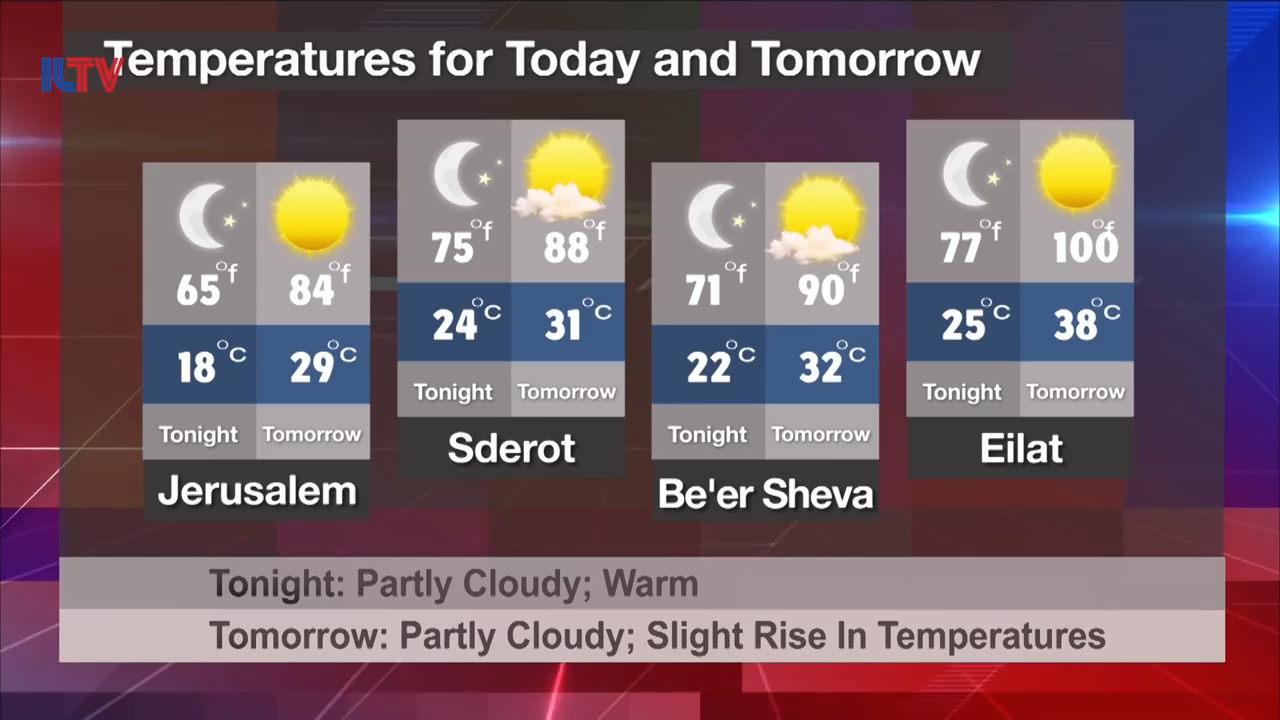 ILTV
Temperatures for Today and Tomorrow
65°f 84°f
18°C 29°C
Tonight Tomorrow
Jerusalem
75°f 88°f
24°C 31°C
Tonight Tomorrow
Sderot
71°f 90°f
22°C 32°C
Tonight Tomorrow
Be'er Sheva
77°f 100°f
25°C 38°C
Tonight Tomorrow
Eilat
Tonight: Partly Cloudy; Warm
Tomorrow: Partly Cloudy; Slight Rise In Temperatures